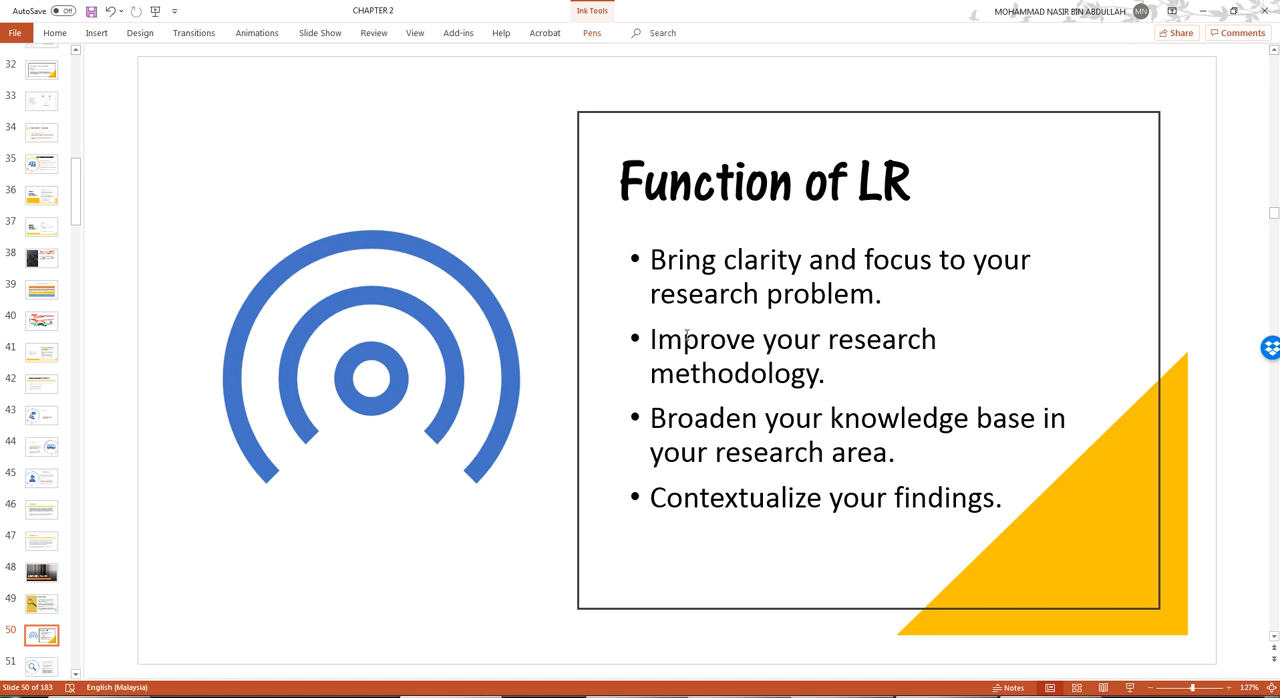 AutoSave Off
CHAPTER 2
Ink Tools
MOHAMMAD NASIR BIN ABDULLAH MN
File Home Insert Design Transitions Animations Slide Show Review View Add-ins Help Acrobat Pens Search Share Comments
32
33
34
35
36
37
38
39
40
41
42
43
44
45
46
47
48
49
50
51
Function of LR
• Bring clarity and focus to your
research problem.
• Improve your research
methodology.
• Broaden your knowledge base in
your research area.
• Contextualize your findings.
Slide 50 of 183 English (Malaysia) Notes 127%